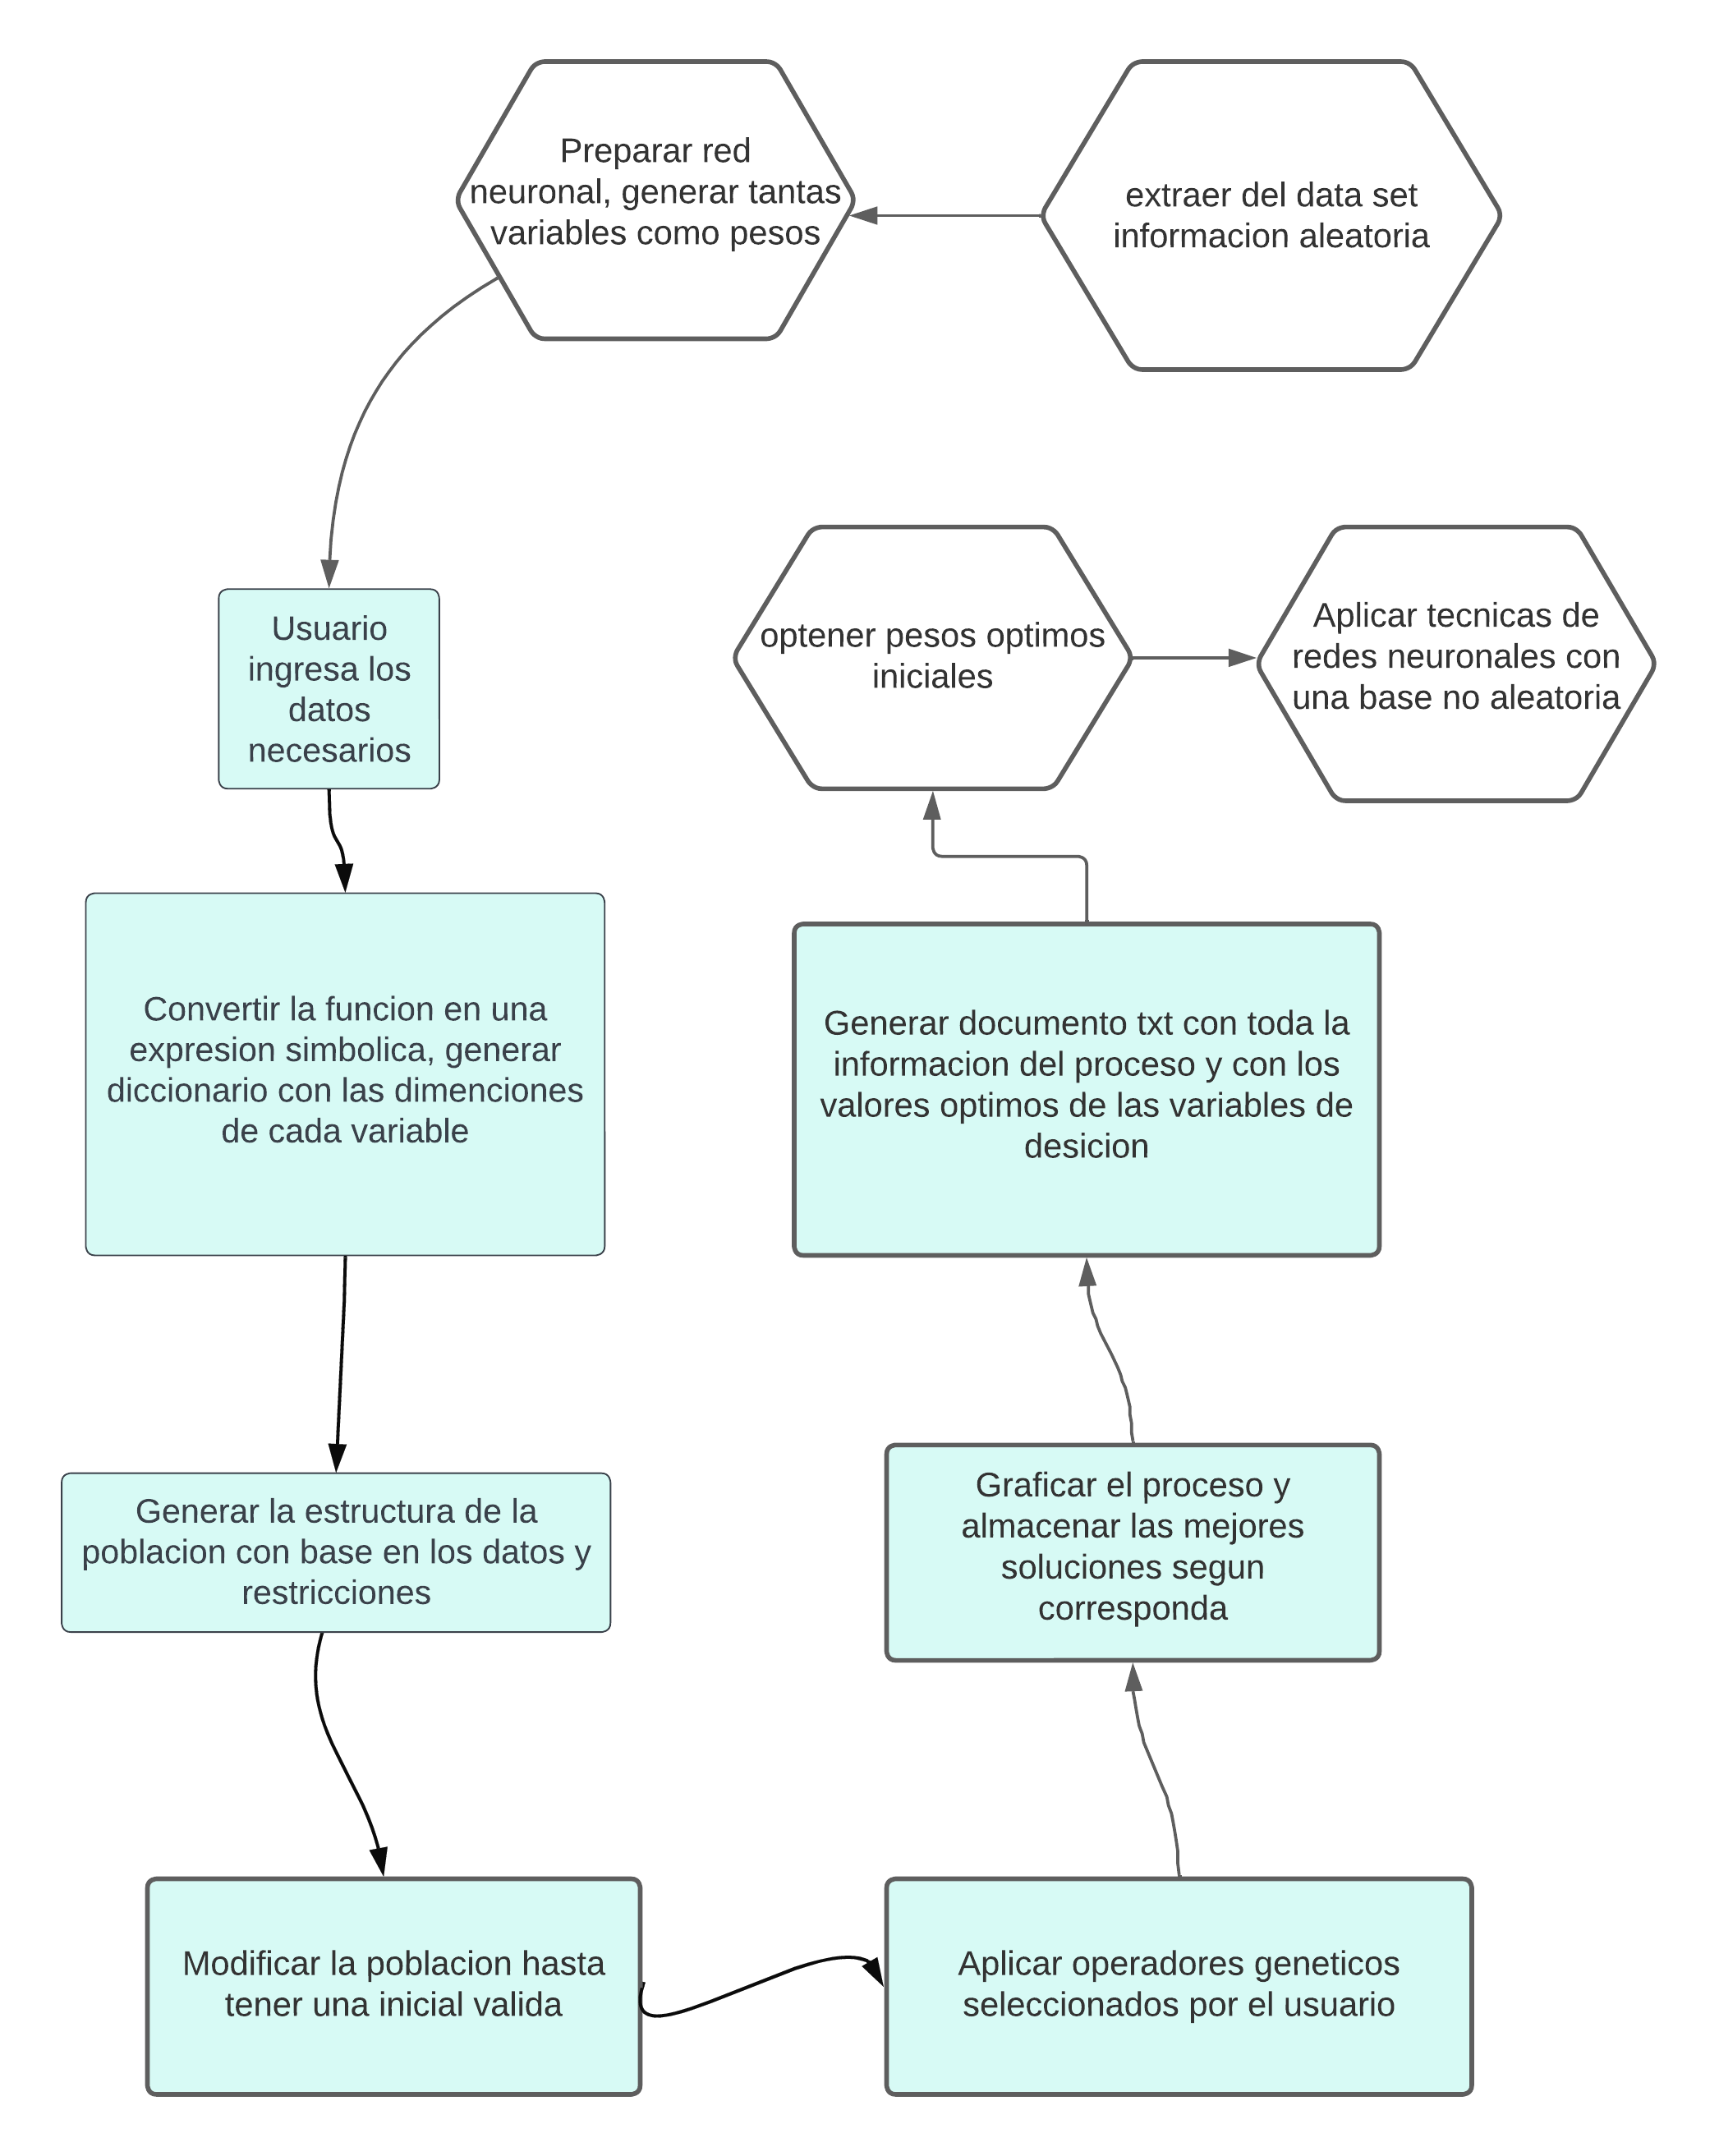 Preparar red
neuronal, generar tantas
variables como pesos
extraer del data set
informacion aleatoria
Usuario
ingresa los
datos
necesarios
optener pesos optimos
iniciales
Aplicar tecnicas de
redes neuronales con
una base no aleatoria
Convertir la funcion en una
expresion simbolica, generar
diccionario con las dimenciones
de cada variable
Generar documento txt con toda la
informacion del proceso y con los
valores optimos de las variables de
desicion
Generar la estructura de la
poblacion con base en los datos y
restricciones
Graficar el proceso y
almacenar las mejores
soluciones segun
corresponda
Modificar la poblacion hasta
tener una inicial valida
Aplicar operadores geneticos
seleccionados por el usuario